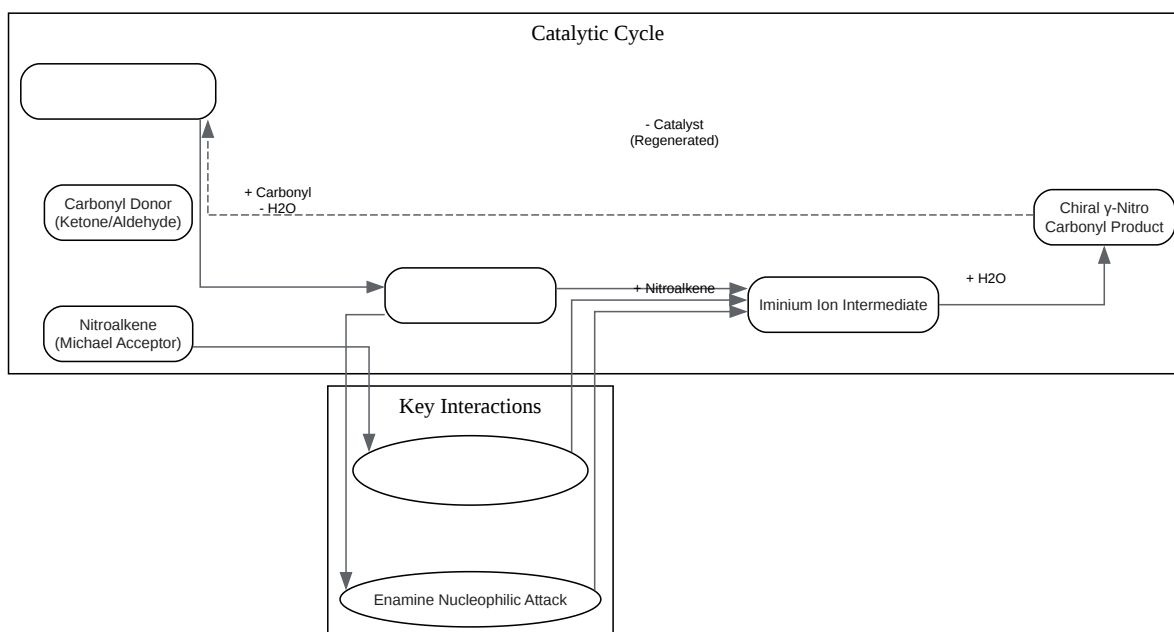 Catalytic Cycle
- Catalyst
(Regenerated)
+ Carbonyl
- H2O
Carbonyl Donor
(Ketone/Aldehyde)
Chiral γ-Nitro
Carbonyl Product
+ Nitroalkene
Iminium Ion Intermediate
+ H2O
Nitroalkene
(Michael Acceptor)
Key Interactions
Enamine Nucleophilic Attack